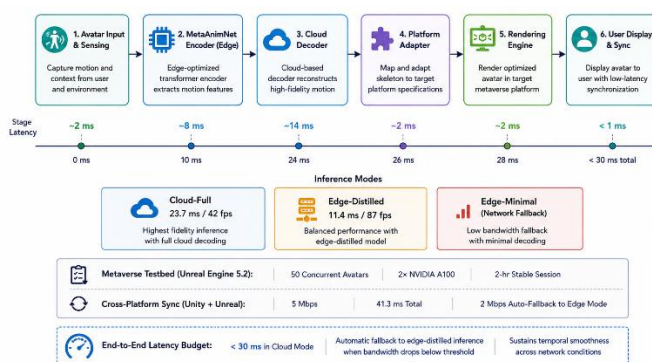 1. Avatar Input
& Sensing
Capture motion and
context from user
and environment
2. MetaAnimNet
Encoder (Edge)
Edge-optimized
transformer encoder
extracts motion features
3. Cloud
Decoder
Cloud-based
decoder reconstructs
high-fidelity motion
4. Platform
Adapter
Map and adapt
skeleton to target
platform specifications
5. Rendering
Engine
Render optimized
avatar in target
metaverse platform
6. User Display
& Sync
Display avatar to
user with low-latency
synchronization
Stage
Latency
~2 ms
~8 ms
~14 ms
~2 ms
~2 ms
< 1 ms
0 ms
10 ms
24 ms
26 ms
28 ms
< 30 ms total
Inference Modes
Cloud-Full
23.7 ms / 42 fps
Highest fidelity inference
with full cloud decoding
Edge-Distilled
11.4 ms / 87 fps
Balanced performance with
edge-distilled model
Edge-Minimal
(Network Fallback)
Low bandwidth fallback
with minimal decoding
Metaverse Testbed (Unreal Engine 5.2):
50 Concurrent Avatars
2× NVIDIA A100
2-hr Stable Session
Cross-Platform Sync (Unity + Unreal):
5 Mbps
41.3 ms Total
2 Mbps Auto-Fallback to Edge Mode
End-to-End Latency Budget:
< 30 ms in Cloud Mode
Automatic fallback to edge-distilled inference
when bandwidth drops below threshold
Sustains temporal smoothness
across network conditions